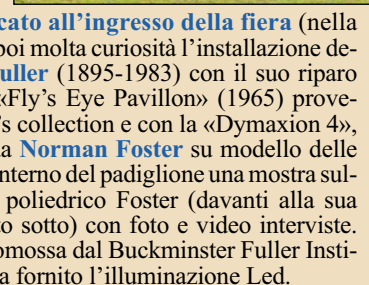 cato all’ingresso della fiera (nella
poi molta curiosità l’installazione de-
uller (1895-1983) con il suo riparo
«Fly’s Eye Pavillon» (1965) prove-
’s collection e con la «Dymaxion 4»,
da Norman Foster su modello delle
nterno del padiglione una mostra sul-
poliedrico Foster (davanti alla sua
to sotto) con foto e video interviste.
omossa dal Buckminster Fuller Insti-
a fornito l’illuminazione Led.